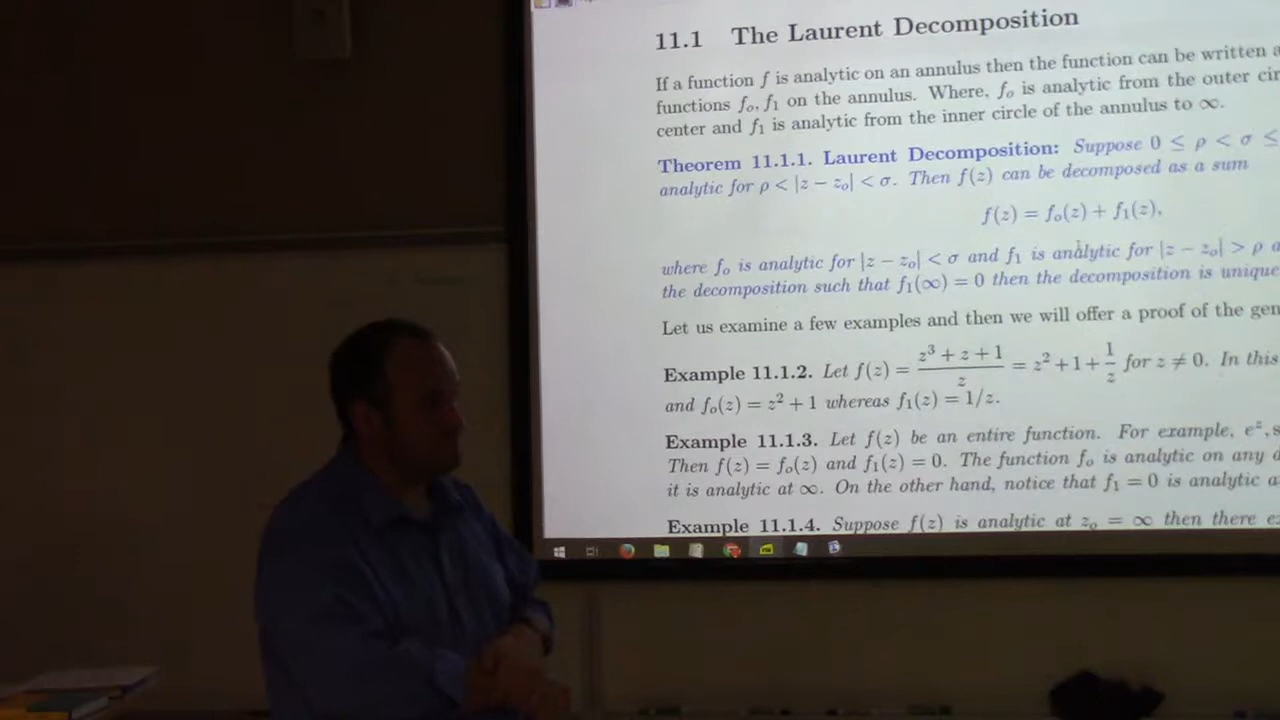 11.1 The Laurent Decomposition
If a function f is analytic on an annulus then the function can be written a
functions fₒ, f₁ on the annulus. Where, fₒ is analytic from the outer cir
center and f₁ is analytic from the inner circle of the annulus to ∞.
Theorem 11.1.1. Laurent Decomposition: Suppose 0 ≤ ρ < σ ≤
analytic for ρ < |z − zₒ| < σ. Then f(z) can be decomposed as a sum
f(z) = fₒ(z) + f₁(z),
where fₒ is analytic for |z − zₒ| < σ and f₁ is analytic for |z − zₒ| > ρ a
the decomposition such that f₁(∞) = 0 then the decomposition is unique
Let us examine a few examples and then we will offer a proof of the gen
Example 11.1.2. Let f(z) = (z³ + z + 1)/z = z² + 1 + 1/z for z ≠ 0. In this
and fₒ(z) = z² + 1 whereas f₁(z) = 1/z.
Example 11.1.3. Let f(z) be an entire function. For example, eᶻ, s
Then f(z) = fₒ(z) and f₁(z) = 0. The function fₒ is analytic on any d
it is analytic at ∞. On the other hand, notice that f₁ = 0 is analytic a
Example 11.1.4. Suppose f(z) is analytic at zₒ = ∞ then there e